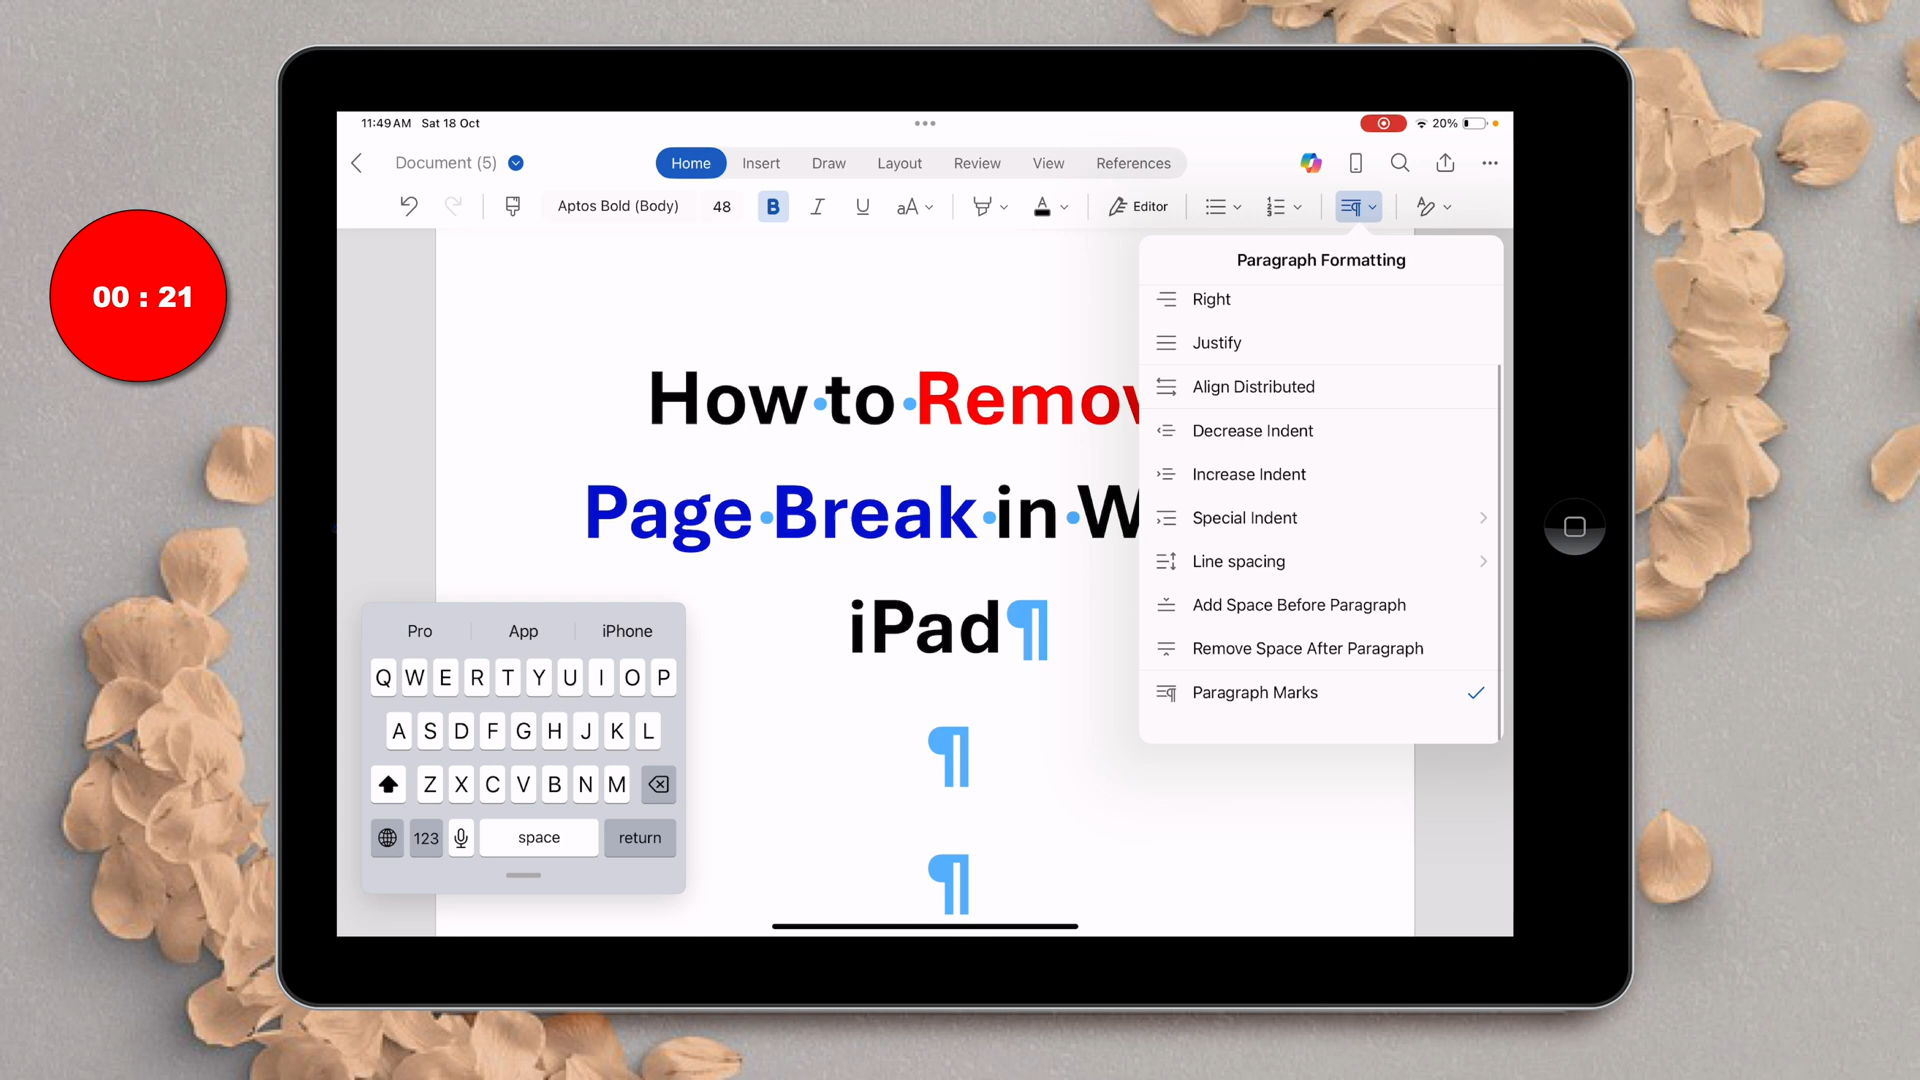 00 : 21
11:49 AM Sat 18 Oct
20%
Document (5)
Home Insert Draw Layout Review View References
Aptos Bold (Body) 48 B I U aA A Editor
Paragraph Formatting
Right
Justify
Align Distributed
Decrease Indent
Increase Indent
Special Indent
Line spacing
Add Space Before Paragraph
Remove Space After Paragraph
Paragraph Marks
How·to·Remov
Page·Break·in·W
iPad¶
¶
¶
Pro App iPhone
Q W E R T Y U I O P
A S D F G H J K L
Z X C V B N M
123 space return